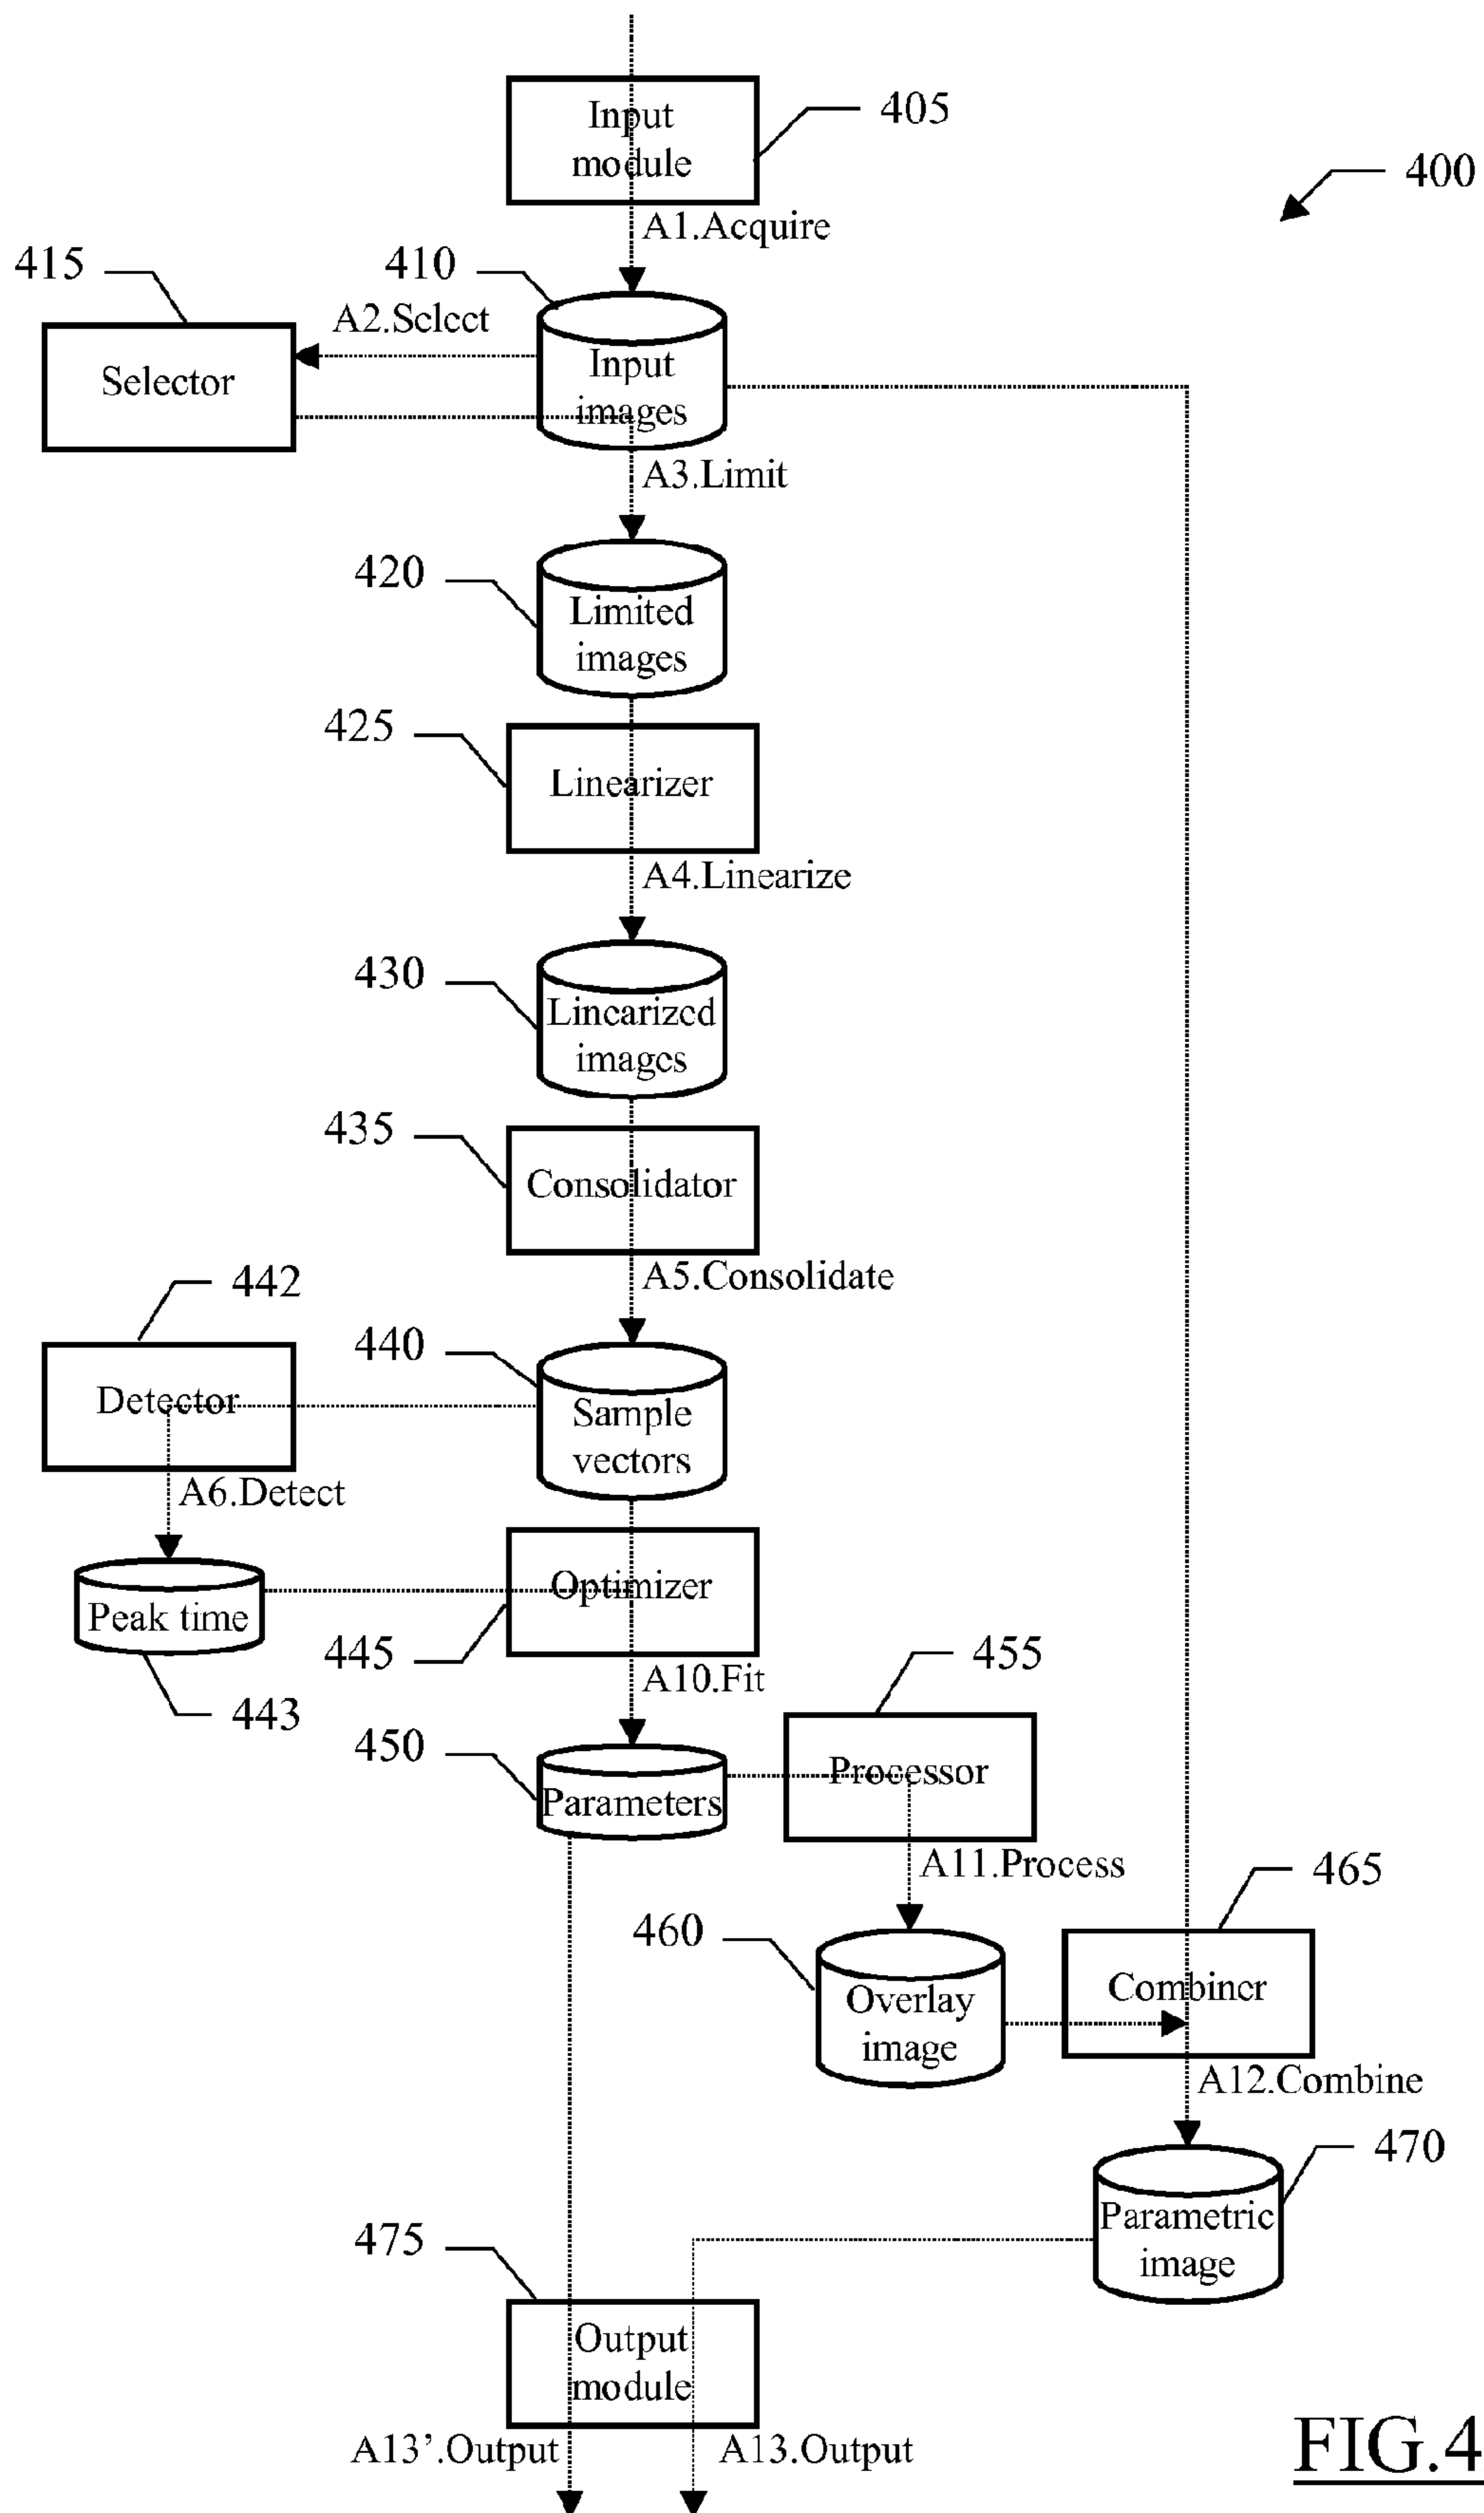 Input
module
405
400
A1.Acquire
415
410
A2.Select
Selector
Input
images
A3.Limit
420
Limited
images
425
Linearizer
A4.Linearize
430
Linearized
images
435
Consolidator
A5.Consolidate
442
440
Detector
Sample
vectors
A6.Detect
Optimizer
Peak time
445
A10.Fit
455
443
450
Processor
Parameters
A11.Process
465
460
Combiner
Overlay
image
A12.Combine
470
Parametric
image
475
Output
module
A13’.Output
A13.Output
FIG.4